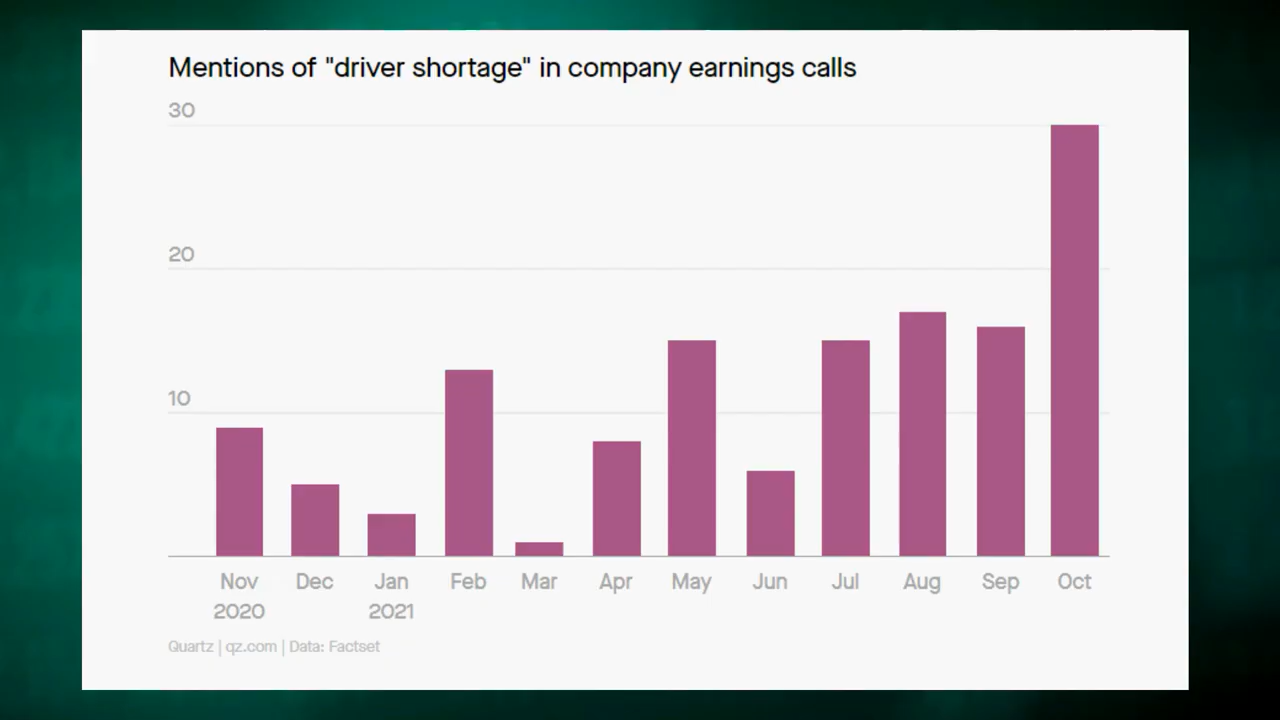 Mentions of "driver shortage" in company earnings calls
30
20
10
Nov Dec Jan Feb Mar Apr May Jun Jul Aug Sep Oct
2020 2021
Quartz | qz.com | Data: Factset